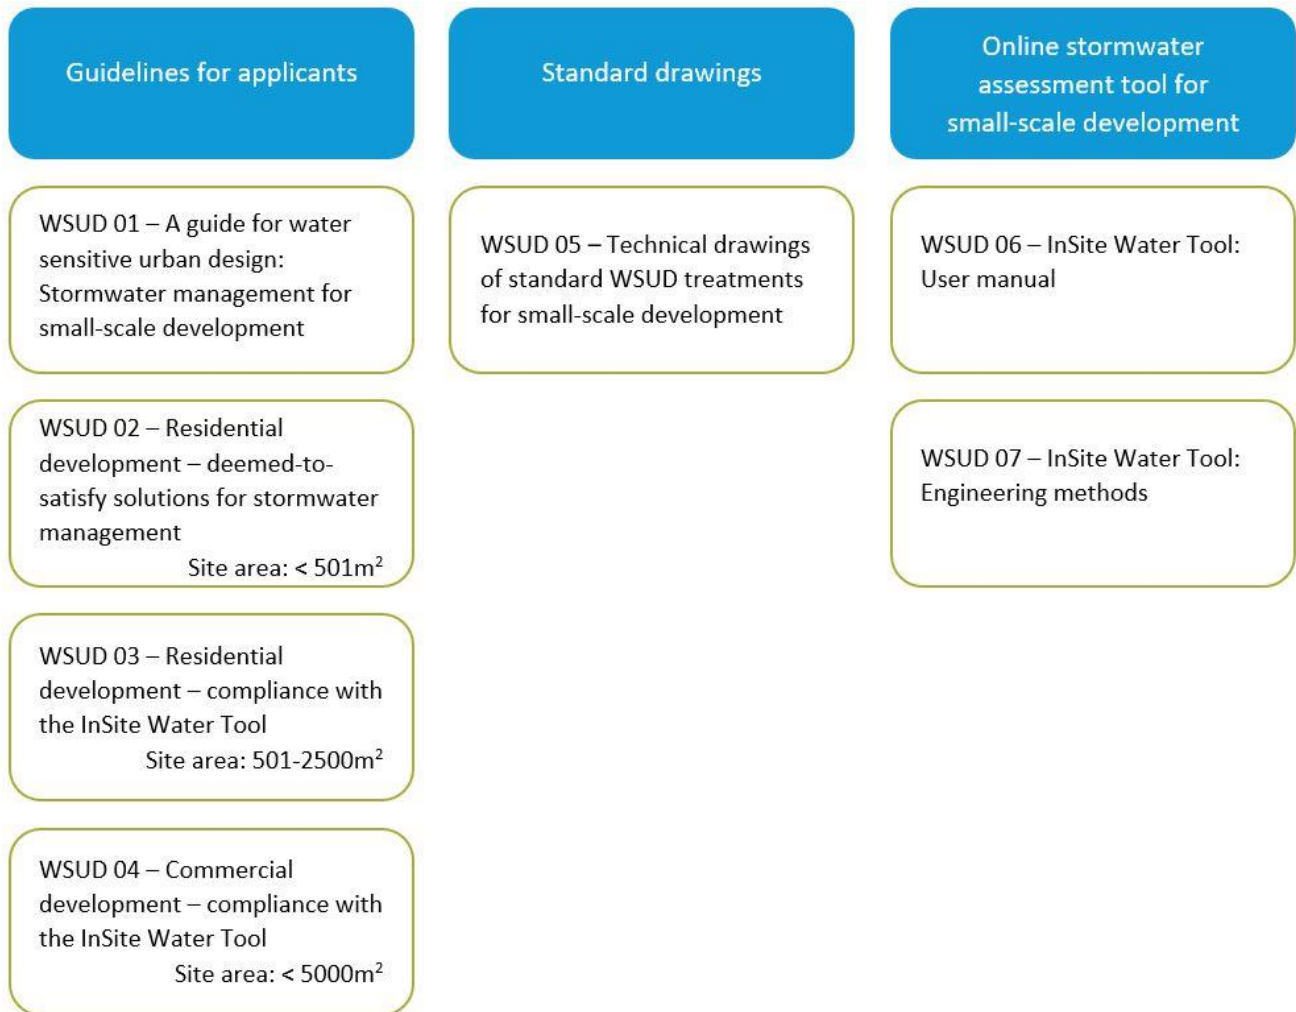 Guidelines for applicants
WSUD 01 – A guide for water
sensitive urban design:
Stormwater management for
small-scale development
WSUD 02 – Residential
development – deemed-to-
satisfy solutions for stormwater
management
Site area: < 501m²
WSUD 03 – Residential
development – compliance with
the InSite Water Tool
Site area: 501-2500m²
WSUD 04 – Commercial
development – compliance with
the InSite Water Tool
Site area: < 5000m²
Standard drawings
WSUD 05 – Technical drawings
of standard WSUD treatments
for small-scale development
Online stormwater
assessment tool for
small-scale development
WSUD 06 – InSite Water Tool:
User manual
WSUD 07 – InSite Water Tool:
Engineering methods